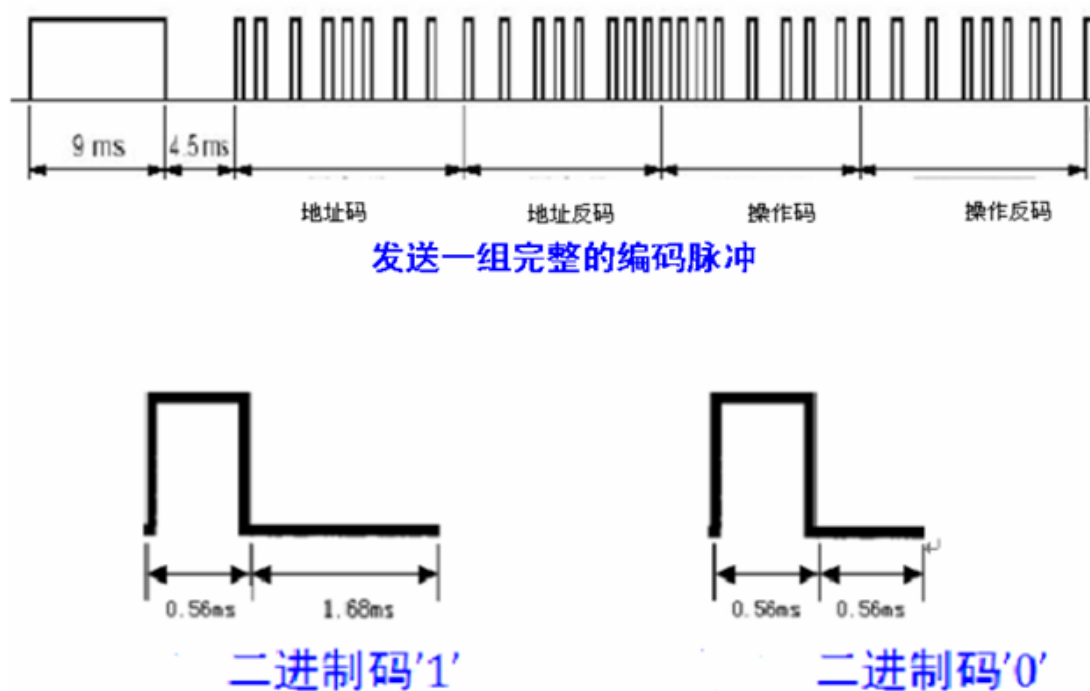 9 ms 4.5ms
地址码 地址反码 操作码 操作反码
发送一组完整的编码脉冲
0.56ms 1.68ms 0.56ms 0.56ms
二进制码'1' 二进制码'0'